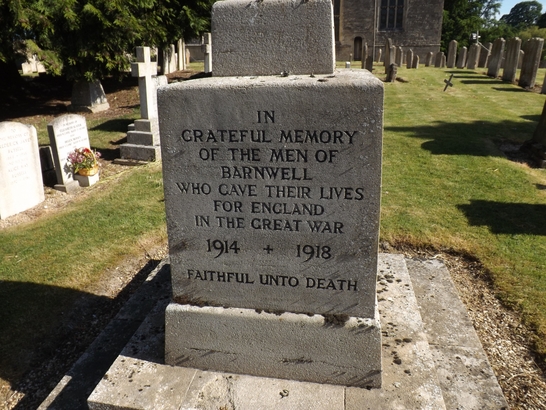 IN
GRATEFUL MEMORY
OF THE MEN OF
BARNWELL
WHO GAVE THEIR LIVES
FOR ENGLAND
IN THE GREAT WAR
1914 + 1918
FAITHFUL UNTO DEATH